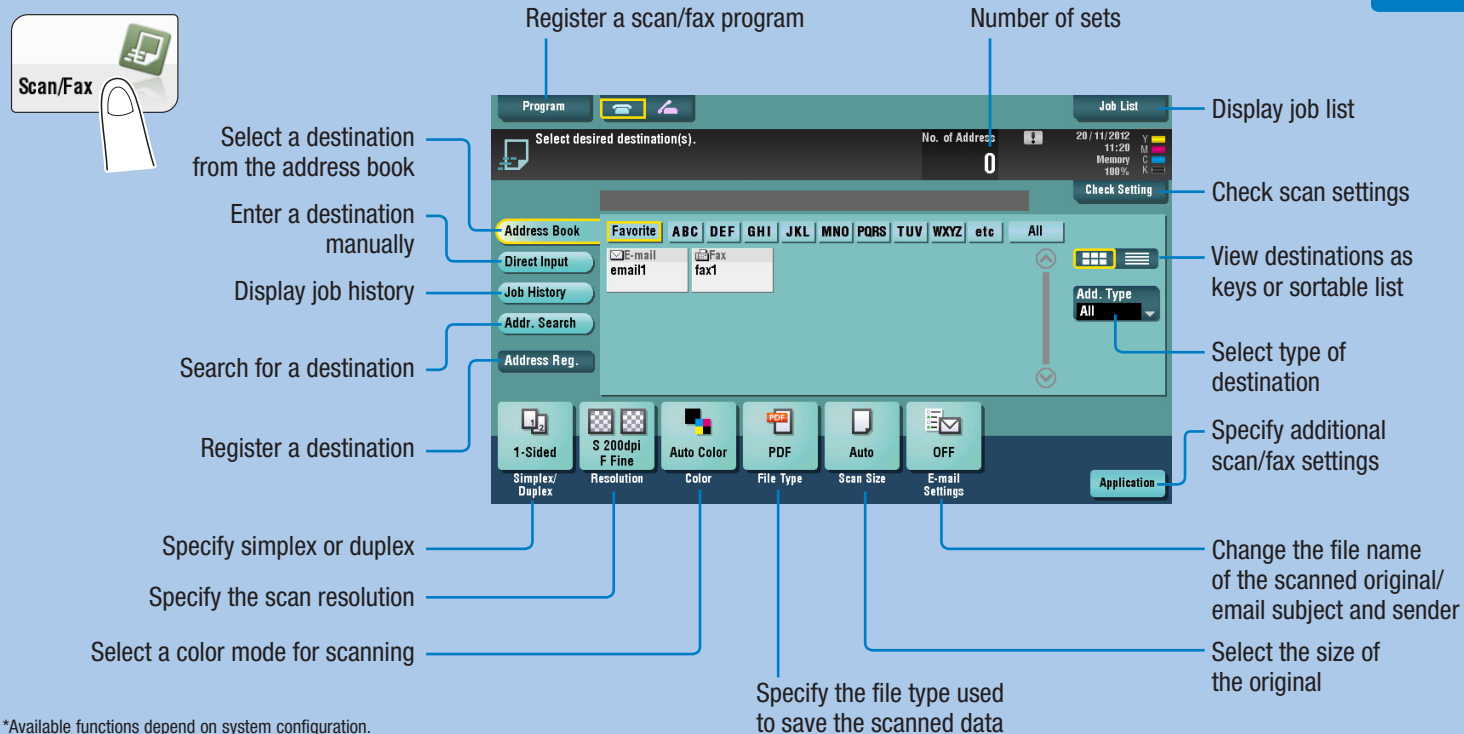 Register a scan/fax program
Number of sets
Scan/Fax
Program
Job List
Display job list
Select a destination
from the address book
Select desired destination(s).
No. of Address
0
20/11/2012
11:20
Memory
100%
Y
M
C
K
Check Setting
Check scan settings
Enter a destination
manually
Address Book
Favorite ABC DEF GHI JKL MNO PQRS TUV WXYZ etc All
Direct Input
E-mail
email1
Fax
fax1
View destinations as
keys or sortable list
Display job history
Job History
Add. Type
All
Addr. Search
Search for a destination
Address Reg.
Select type of
destination
Register a destination
1-Sided
S 200dpi
F Fine
Auto Color
PDF
PDF
Auto
OFF
Simplex/
Duplex
Resolution
Color
File Type
Scan Size
E-mail
Settings
Application
Specify additional
scan/fax settings
Specify simplex or duplex
Specify the scan resolution
Select a color mode for scanning
Specify the file type used
to save the scanned data
Change the file name
of the scanned original/
email subject and sender
Select the size of
the original
*Available functions depend on system configuration.